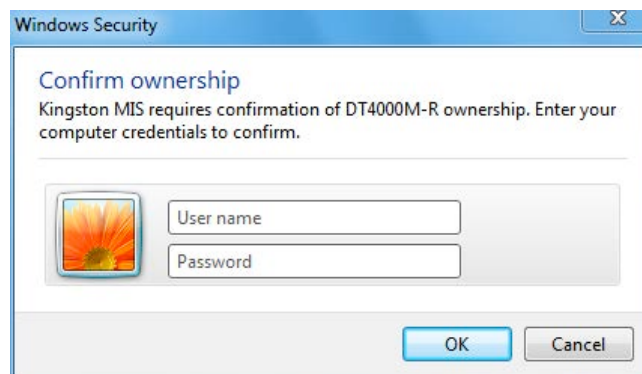 Windows Security
Confirm ownership
Kingston MIS requires confirmation of DT4000M-R ownership. Enter your
computer credentials to confirm.
User name
Password
OK
Cancel